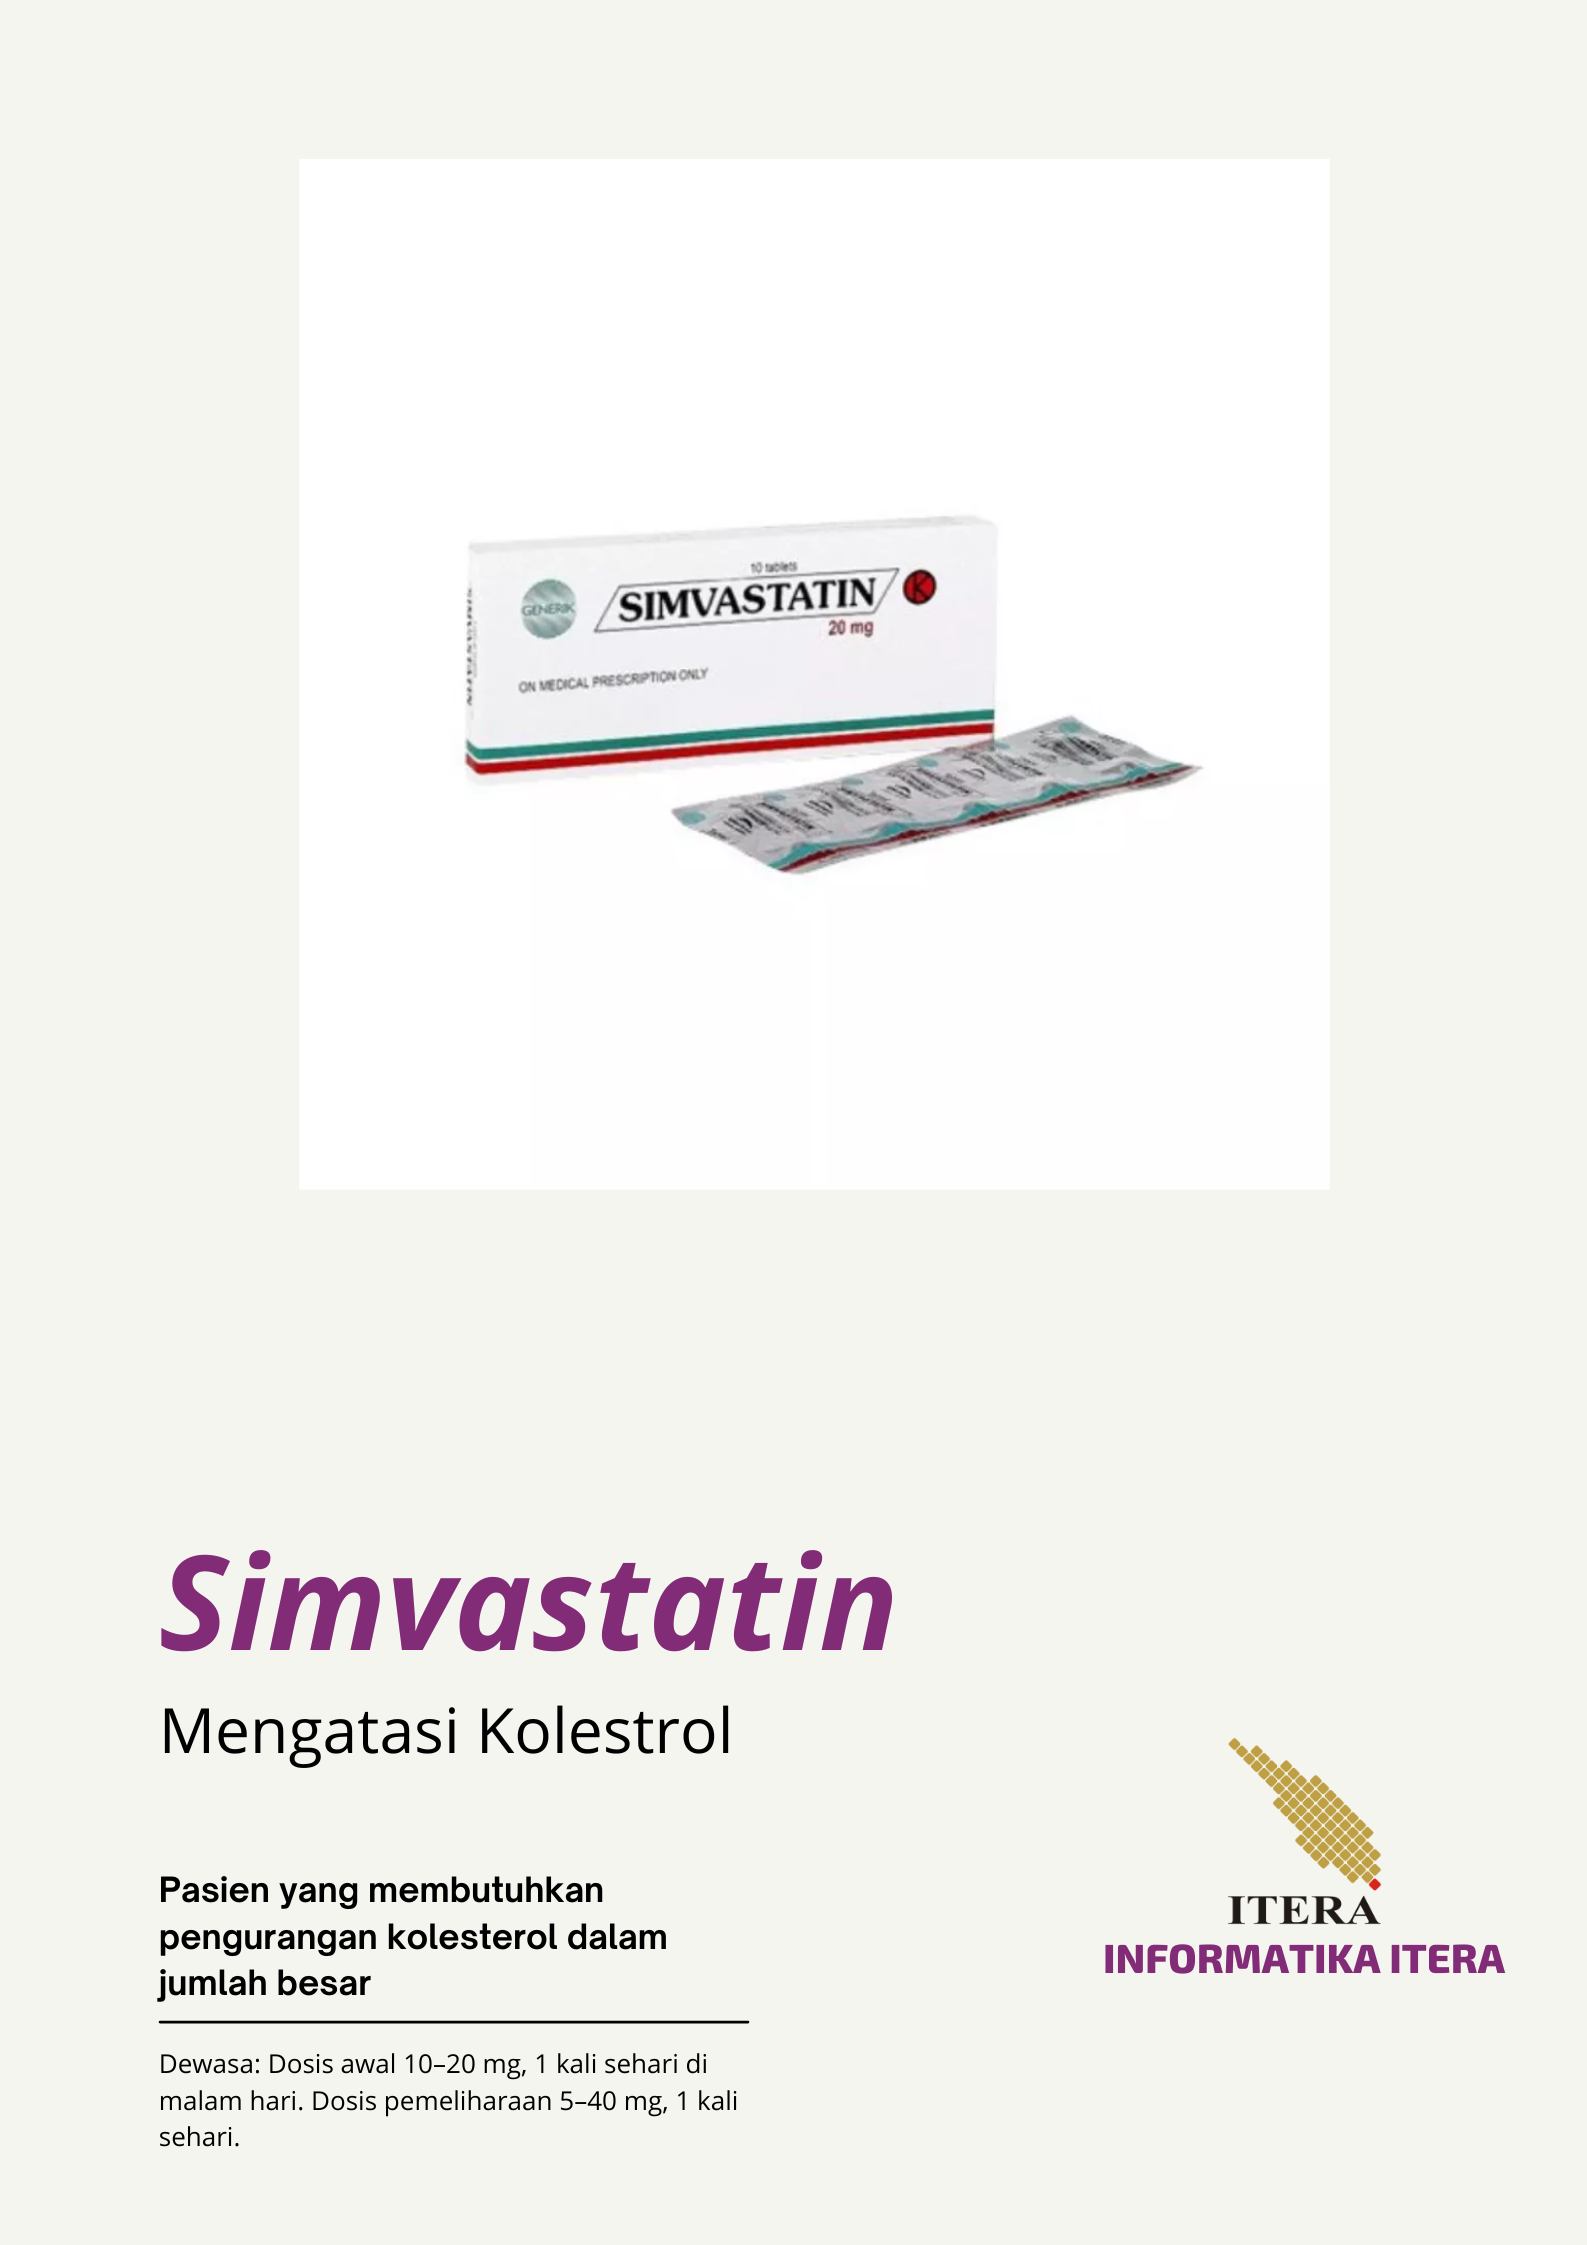 10 tablets
GENERIK
SIMVASTATIN
K
20 mg
ON MEDICAL PRESCRIPTION ONLY
SIMVASTATIN
Simvastatin
Mengatasi Kolestrol
Pasien yang membutuhkan
pengurangan kolesterol dalam
jumlah besar
Dewasa: Dosis awal 10–20 mg, 1 kali sehari di
malam hari. Dosis pemeliharaan 5–40 mg, 1 kali
sehari.
ITERA
INFORMATIKA ITERA